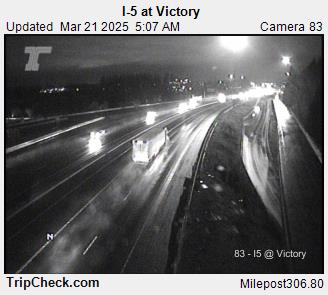 I-5 at Victory
Updated Mar 21 2025 5:07 AM Camera 83
T
N
83 - I5 @ Victory
TripCheck.com Milepost306.80